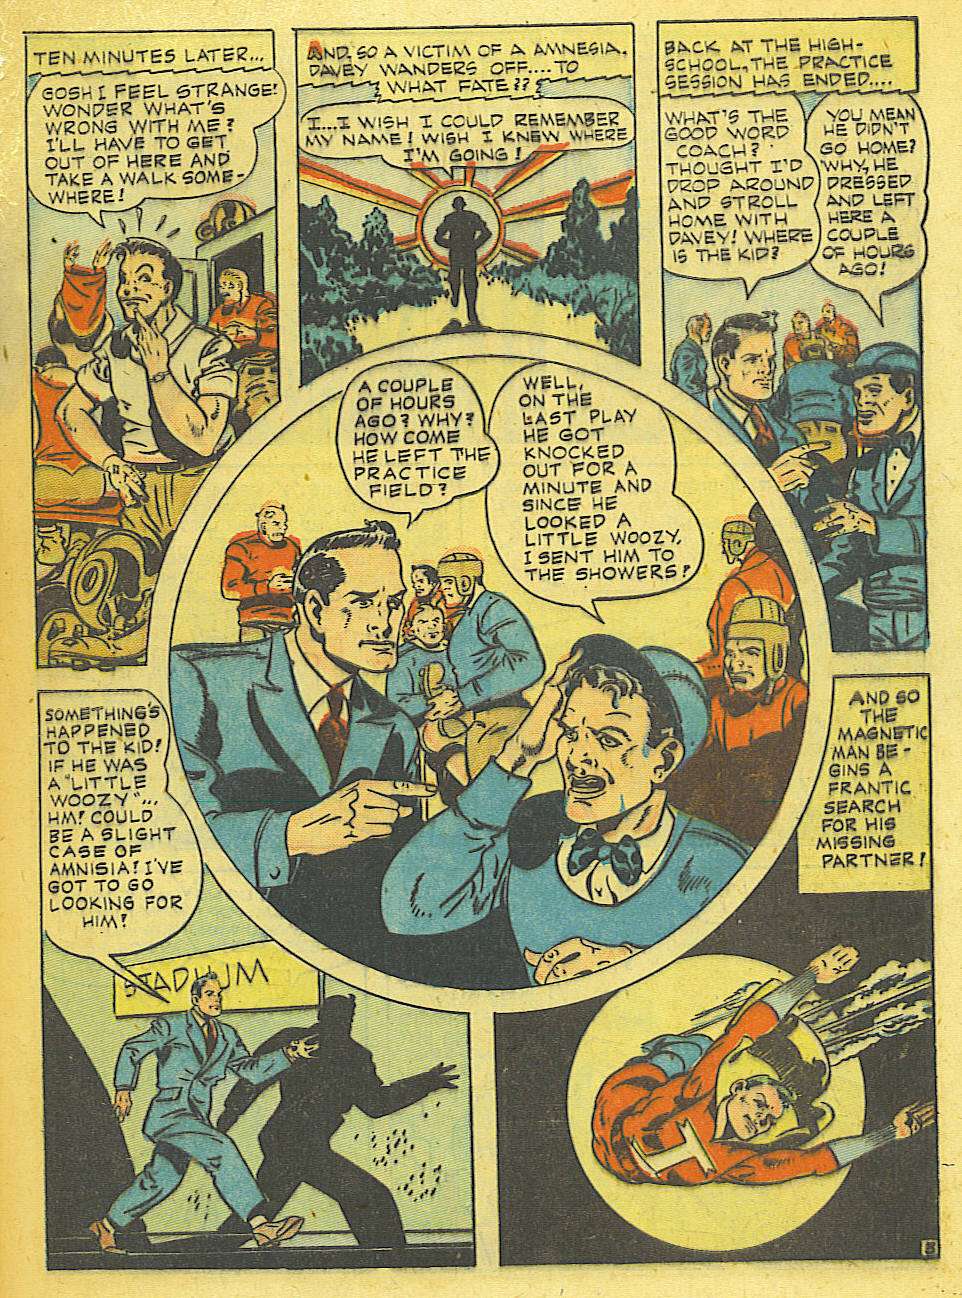 TEN MINUTES LATER...
GOSH I FEEL STRANGE!
WONDER WHAT'S
WRONG WITH ME?
I'LL HAVE TO GET
OUT OF HERE AND
TAKE A WALK SOME-
WHERE!
AND, SO A VICTIM OF A AMNESIA,
DAVEY WANDERS OFF....TO
WHAT FATE??
I...I WISH I COULD REMEMBER
MY NAME! WISH I KNEW WHERE
I'M GOING!
BACK AT THE HIGH-
SCHOOL, THE PRACTICE
SESSION HAS ENDED....
WHAT'S THE
GOOD WORD
COACH?
THOUGHT I'D
DROP AROUND
AND STROLL
HOME WITH
DAVEY! WHERE
IS THE KID?
YOU MEAN
HE DIDN'T
GO HOME?
WHY, HE
DRESSED
AND LEFT
HERE A
COUPLE
OF HOURS
AGO!
A COUPLE
OF HOURS
AGO? WHY?
HOW COME
HE LEFT THE
PRACTICE
FIELD?
WELL,
ON THE
LAST PLAY
HE GOT
KNOCKED
OUT FOR A
MINUTE AND
SINCE HE
LOOKED A
LITTLE WOOZY,
I SENT HIM TO
THE SHOWERS!
SOMETHING'S
HAPPENED
TO THE KID!
IF HE WAS
A "LITTLE
WOOZY"...
HM! COULD
BE A SLIGHT
CASE OF
AMNISIA! I'VE
GOT TO GO
LOOKING FOR
HIM!
STADIUM
AND SO
THE
MAGNETIC
MAN BE-
GINS A
FRANTIC
SEARCH
FOR HIS
MISSING
PARTNER!
T
8